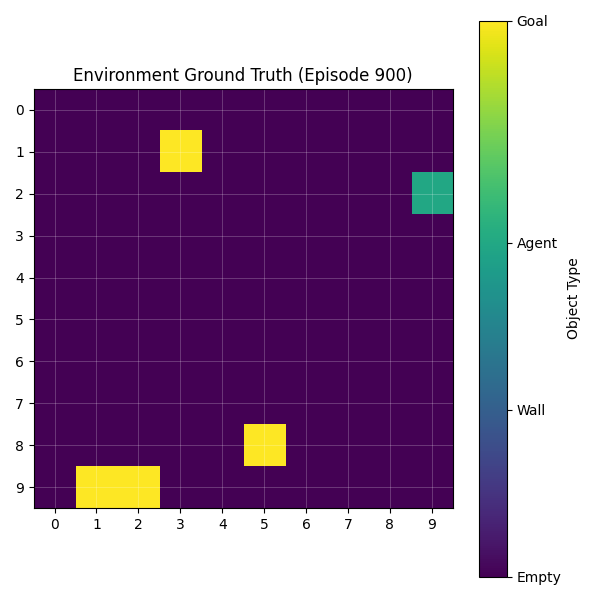 Environment Ground Truth (Episode 900)
0
1
2
3
4
5
6
7
8
9
0 1 2 3 4 5 6 7 8 9
Goal
Agent
Wall
Empty
Object Type